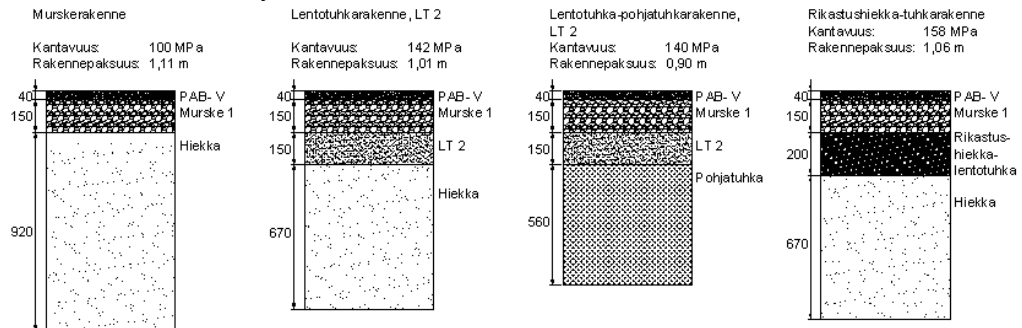 Murskerakenne
Kantavuus: 100 MPa
Rakennepaksuus: 1,11 m
40
150
920
PAB- V
Murske 1
Hiekka
Lentotuhkarakenne, LT 2
Kantavuus: 142 MPa
Rakennepaksuus: 1,01 m
40
150
150
670
PAB- V
Murske 1
LT 2
Hiekka
Lentotuhka-pohjatuhkarakenne,
LT 2
Kantavuus: 140 MPa
Rakennepaksuus: 0,90 m
40
150
150
560
PAB- V
Murske 1
LT 2
Pohjatuhka
Rikastushiekka-tuhkarakenne
Kantavuus: 158 MPa
Rakennepaksuus: 1,06 m
40
150
200
670
PAB- V
Murske 1
Rikastus-
hiekka-
lentotuhka
Hiekka